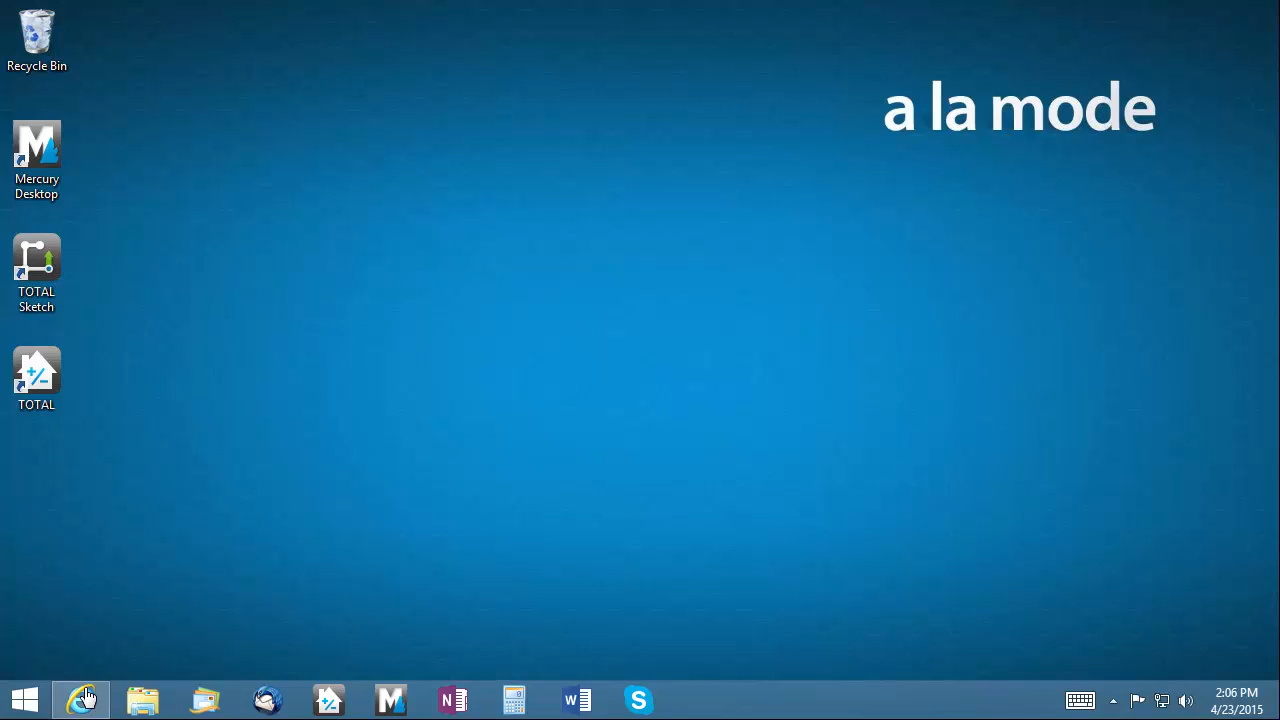 Recycle Bin
a la mode
M
Mercury
Desktop
TOTAL
Sketch
+/-
TOTAL
+/-
M
N
W
S
2:06 PM
4/23/2015